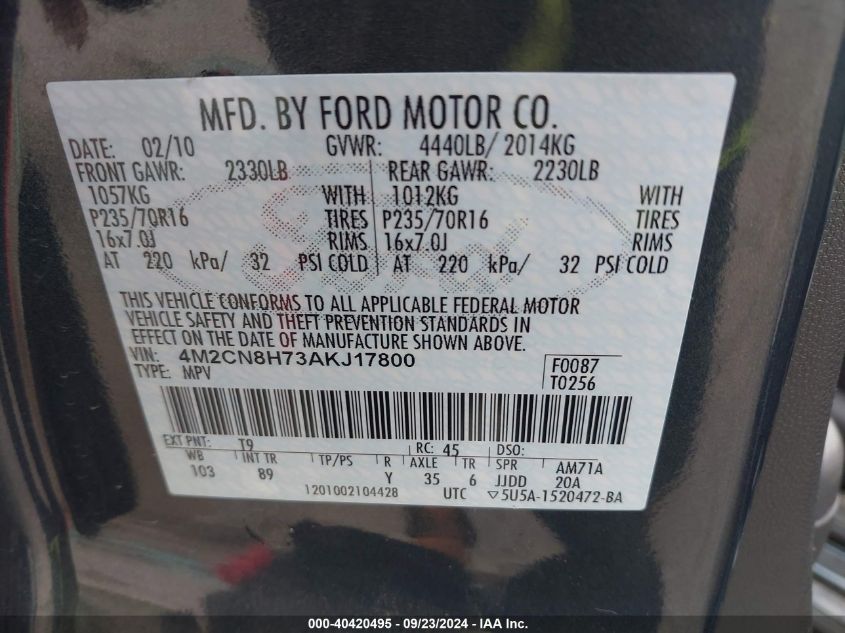 MFD. BY FORD MOTOR CO.
DATE: 02/10 GVWR: 4440LB/ 2014KG
FRONT GAWR: 2330LB REAR GAWR: 2230LB
1057KG WITH 1012KG WITH
P235/70R16 TIRES P235/70R16 TIRES
16x7.0J RIMS 16x7.0J RIMS
AT 220 kPa/ 32 PSI COLD AT 220 kPa/ 32 PSI COLD
THIS VEHICLE CONFORMS TO ALL APPLICABLE FEDERAL MOTOR
VEHICLE SAFETY AND THEFT PREVENTION STANDARDS IN
EFFECT ON THE DATE OF MANUFACTURE SHOWN ABOVE.
VIN: 4M2CN8H73AKJ17800 F0087
TYPE: MPV T0256
EXT PNT: T9 RC: 45 DSO:
WB INT TR TP/PS R AXLE TR SPR AM71A
103 89 Y 35 6 JJDD 20A
1201002104428 UTC ▽5U5A-1520472-BA
000-40420495 - 09/23/2024 - IAA Inc.